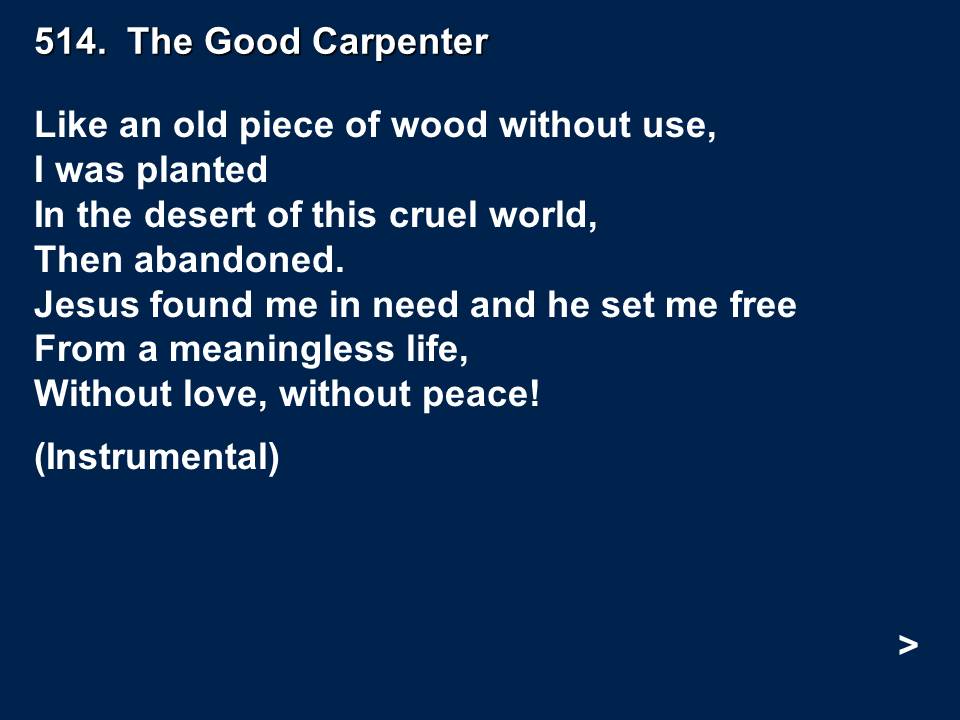 514.  The Good Carpenter
Like an old piece of wood without use,
I was planted
In the desert of this cruel world,
Then abandoned.
Jesus found me in need and he set me free
From a meaningless life,
Without love, without peace!
(Instrumental)
>